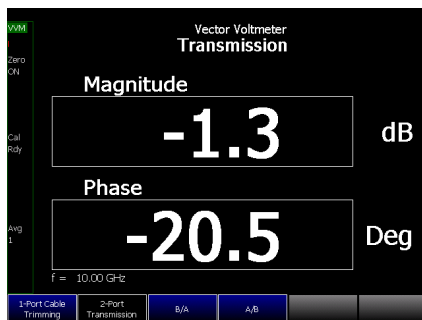 VVM
Vector Voltmeter
Transmission
Zero
ON
Magnitude
-1.3
dB
Cal
Rdy
Phase
-20.5
Deg
Avg
1
f = 10.00 GHz
1-Port Cable
Trimming
2-Port
Transmission
B/A
A/B